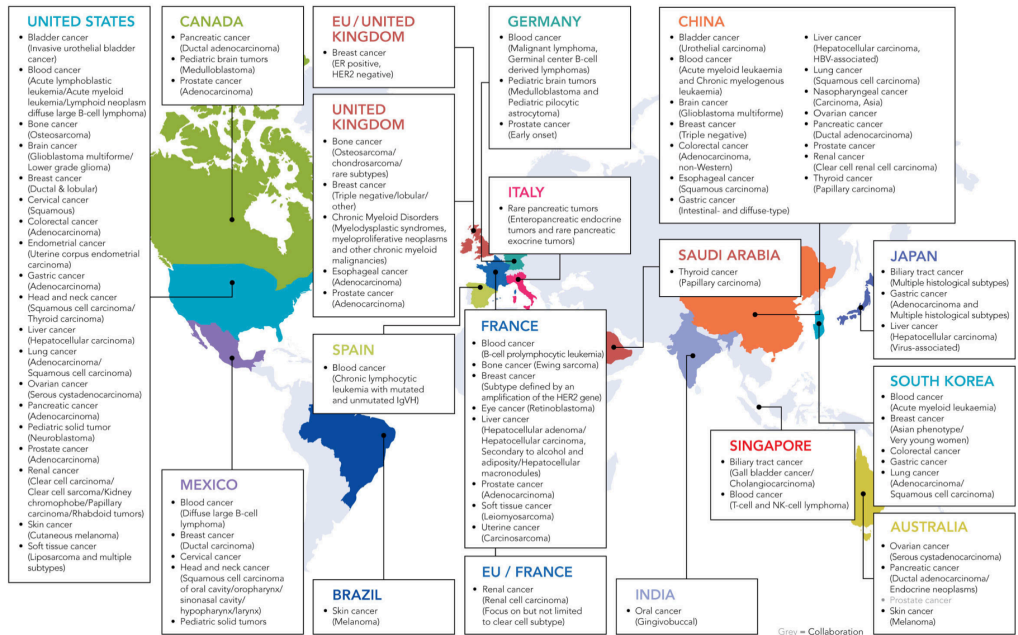 UNITED STATES
• Bladder cancer
(Invasive urothelial bladder
cancer)
• Blood cancer
(Acute lymphoblastic
leukemia/Acute myeloid
leukemia/Lymphoid neoplasm
diffuse large B-cell lymphoma)
• Bone cancer
(Osteosarcoma)
• Brain cancer
(Glioblastoma multiforme/
Lower grade glioma)
• Breast cancer
(Ductal & lobular)
• Cervical cancer
(Squamous)
• Colorectal cancer
(Adenocarcinoma)
• Endometrial cancer
(Uterine corpus endometrial
carcinoma)
• Gastric cancer
(Adenocarcinoma)
• Head and neck cancer
(Squamous cell carcinoma/
Thyroid carcinoma)
• Liver cancer
(Hepatocellular carcinoma)
• Lung cancer
(Adenocarcinoma/
Squamous cell carcinoma)
• Ovarian cancer
(Serous cystadenocarcinoma)
• Pancreatic cancer
(Adenocarcinoma)
• Pediatric solid tumor
(Neuroblastoma)
• Prostate cancer
(Adenocarcinoma)
• Renal cancer
(Clear cell carcinoma/
Clear cell sarcoma/Kidney
chromophobe/Papillary
carcinoma/Rhabdoid tumors)
• Skin cancer
(Cutaneous melanoma)
• Soft tissue cancer
(Liposarcoma and multiple
subtypes)
CANADA
• Pancreatic cancer
(Ductal adenocarcinoma)
• Pediatric brain tumors
(Medulloblastoma)
• Prostate cancer
(Adenocarcinoma)
EU / UNITED
KINGDOM
• Breast cancer
(ER positive,
HER2 negative)
UNITED
KINGDOM
• Bone cancer
(Osteosarcoma/
chondrosarcoma/
rare subtypes)
• Breast cancer
(Triple negative/lobular/
other)
• Chronic Myeloid Disorders
(Myelodysplastic syndromes,
myeloproliferative neoplasms
and other chronic myeloid
malignancies)
• Esophageal cancer
(Adenocarcinoma)
• Prostate cancer
(Adenocarcinoma)
GERMANY
• Blood cancer
(Malignant lymphoma,
Germinal center B-cell
derived lymphomas)
• Pediatric brain tumors
(Medulloblastoma and
Pediatric pilocytic
astrocytoma)
• Prostate cancer
(Early onset)
ITALY
• Rare pancreatic tumors
(Enteropancreatic endocrine
tumors and rare pancreatic
exocrine tumors)
CHINA
• Bladder cancer
(Urothelial carcinoma)
• Blood cancer
(Acute myeloid leukaemia
and Chronic myelogenous
leukaemia)
• Brain cancer
(Glioblastoma multiforme)
• Breast cancer
(Triple negative)
• Colorectal cancer
(Adenocarcinoma,
non-Western)
• Esophageal cancer
(Squamous carcinoma)
• Gastric cancer
(Intestinal- and diffuse-type)
• Liver cancer
(Hepatocellular carcinoma,
HBV-associated)
• Lung cancer
(Squamous cell carcinoma)
• Nasopharyngeal cancer
(Carcinoma, Asia)
• Ovarian cancer
• Pancreatic cancer
(Ductal adenocarcinoma)
• Prostate cancer
• Renal cancer
(Clear cell renal cell carcinoma)
• Thyroid cancer
(Papillary carcinoma)
SAUDI ARABIA
• Thyroid cancer
(Papillary carcinoma)
JAPAN
• Biliary tract cancer
(Multiple histological subtypes)
• Gastric cancer
(Adenocarcinoma and
Multiple histological subtypes)
• Liver cancer
(Hepatocellular carcinoma)
(Virus-associated)
SPAIN
• Blood cancer
(Chronic lymphocytic
leukemia with mutated
and unmutated IgVH)
FRANCE
• Blood cancer
(B-cell prolymphocytic leukemia)
• Bone cancer (Ewing sarcoma)
• Breast cancer
(Subtype defined by an
amplification of the HER2 gene)
• Eye cancer (Retinoblastoma)
• Liver cancer
(Hepatocellular adenoma/
Hepatocellular carcinoma,
Secondary to alcohol and
adiposity/Hepatocellular
macronodules)
• Prostate cancer
(Adenocarcinoma)
• Soft tissue cancer
(Leiomyosarcoma)
• Uterine cancer
(Carcinosarcoma)
SOUTH KOREA
• Blood cancer
(Acute myeloid leukaemia)
• Breast cancer
(Asian phenotype/
Very young women)
• Colorectal cancer
• Gastric cancer
• Lung cancer
(Adenocarcinoma/
Squamous cell carcinoma)
SINGAPORE
• Biliary tract cancer
(Gall bladder cancer/
Cholangiocarcinoma)
• Blood cancer
(T-cell and NK-cell lymphoma)
MEXICO
• Blood cancer
(Diffuse large B-cell
lymphoma)
• Breast cancer
(Ductal carcinoma)
• Cervical cancer
• Head and neck cancer
(Squamous cell carcinoma
of oral cavity/oropharynx/
sinonasal cavity/
hypopharynx/larynx)
• Pediatric solid tumors
BRAZIL
• Skin cancer
(Melanoma)
EU / FRANCE
• Renal cancer
(Renal cell carcinoma)
(Focus on but not limited
to clear cell subtype)
INDIA
• Oral cancer
(Gingivobuccal)
AUSTRALIA
• Ovarian cancer
(Serous cystadenocarcinoma)
• Pancreatic cancer
(Ductal adenocarcinoma/
Endocrine neoplasms)
• Prostate cancer
• Skin cancer
(Melanoma)
Grey = Collaboration